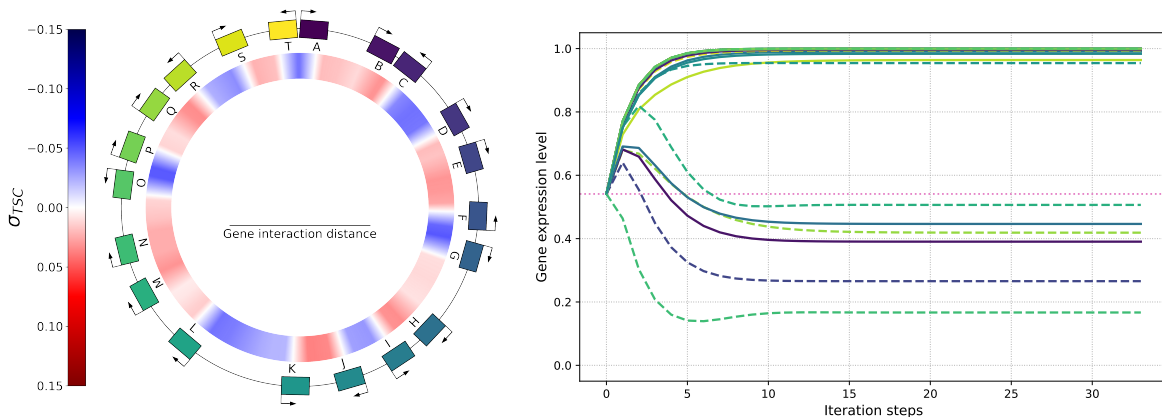 −0.15
−0.10
−0.05
0.00
0.05
0.10
0.15
σTSC
T A
B
C
D
E
F
G
H
I
J
K
L
M
N
O
P
Q
R
S
Gene interaction distance
1.0
0.8
0.6
0.4
0.2
0.0
Gene expression level
0 5 10 15 20 25 30
Iteration steps